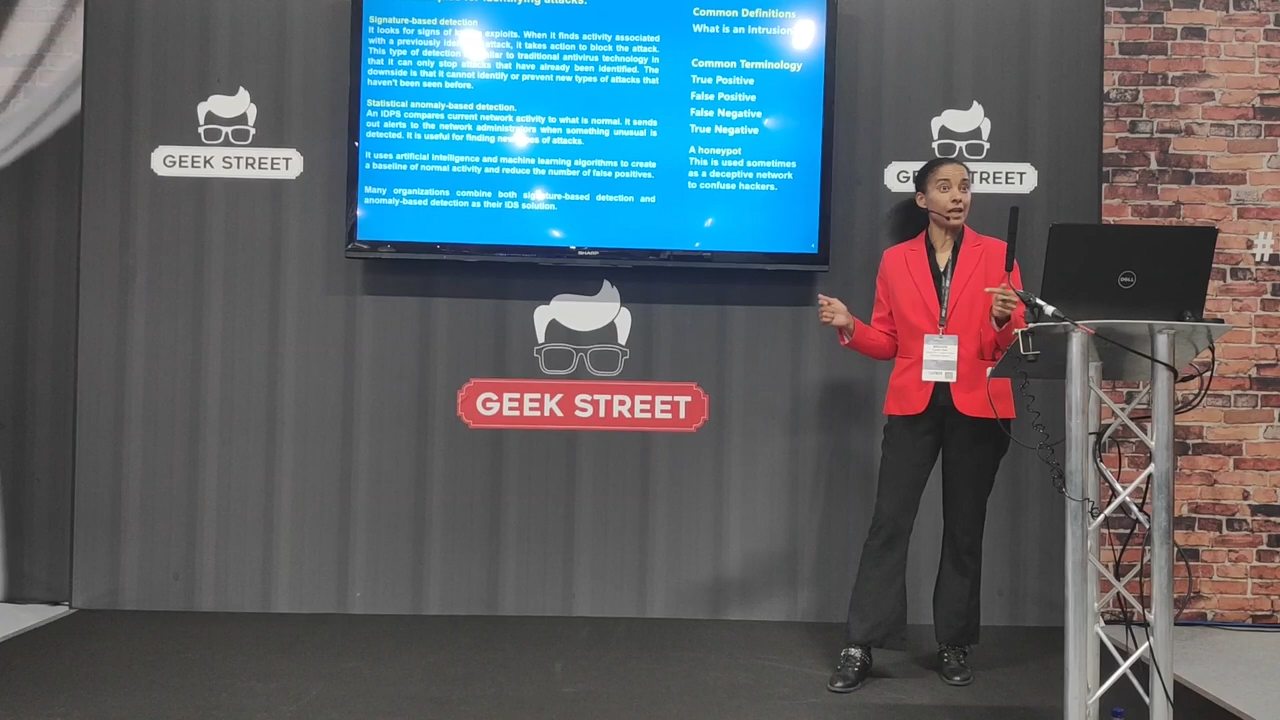 for identifying attacks.
Signature-based detection
It looks for signs of exploits. When it finds activity associated
with a previously attack, it takes action to block the attack.
This type of detection to traditional antivirus technology in
that it can only stop attacks that have already been identified. The
downside is that it cannot identify or prevent new types of attacks that
haven't been seen before.
Statistical anomaly-based detection.
An IDPS compares current network activity to what is normal. It sends
out alerts to the network administrators when something unusual is
detected. It is useful for finding new types of attacks.
It uses artificial intelligence and machine learning algorithms to create
a baseline of normal activity and reduce the number of false positives.
Many organizations combine both signature-based detection and
anomaly-based detection as their IDS solution.
Common Definitions
What is an Intrusion
Common Terminology
True Positive
False Positive
False Negative
True Negative
A honeypot
This is used sometimes
as a deceptive network
to confuse hackers.
SHARP
GEEK STREET
GEEK STREET
GEEK STREET
DELL
#